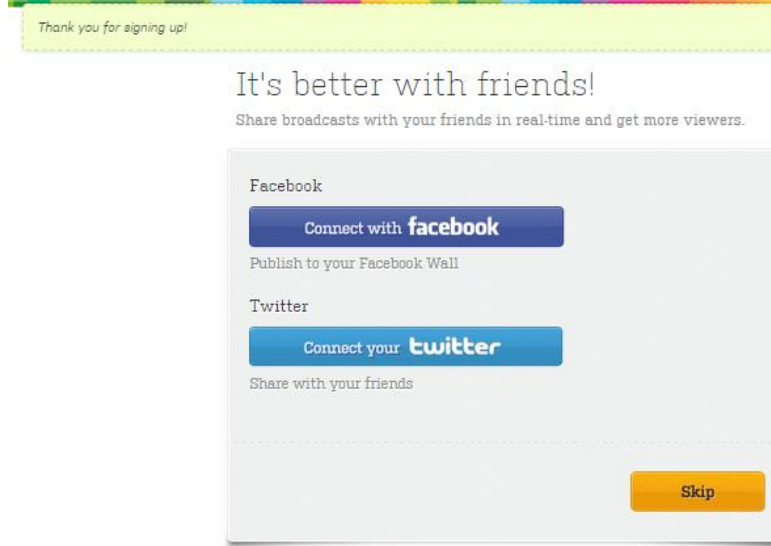 Thank you for signing up!
It's better with friends!
Share broadcasts with your friends in real-time and get more viewers.
Facebook
Connect with facebook
Publish to your Facebook Wall
Twitter
Connect your twitter
Share with your friends
Skip